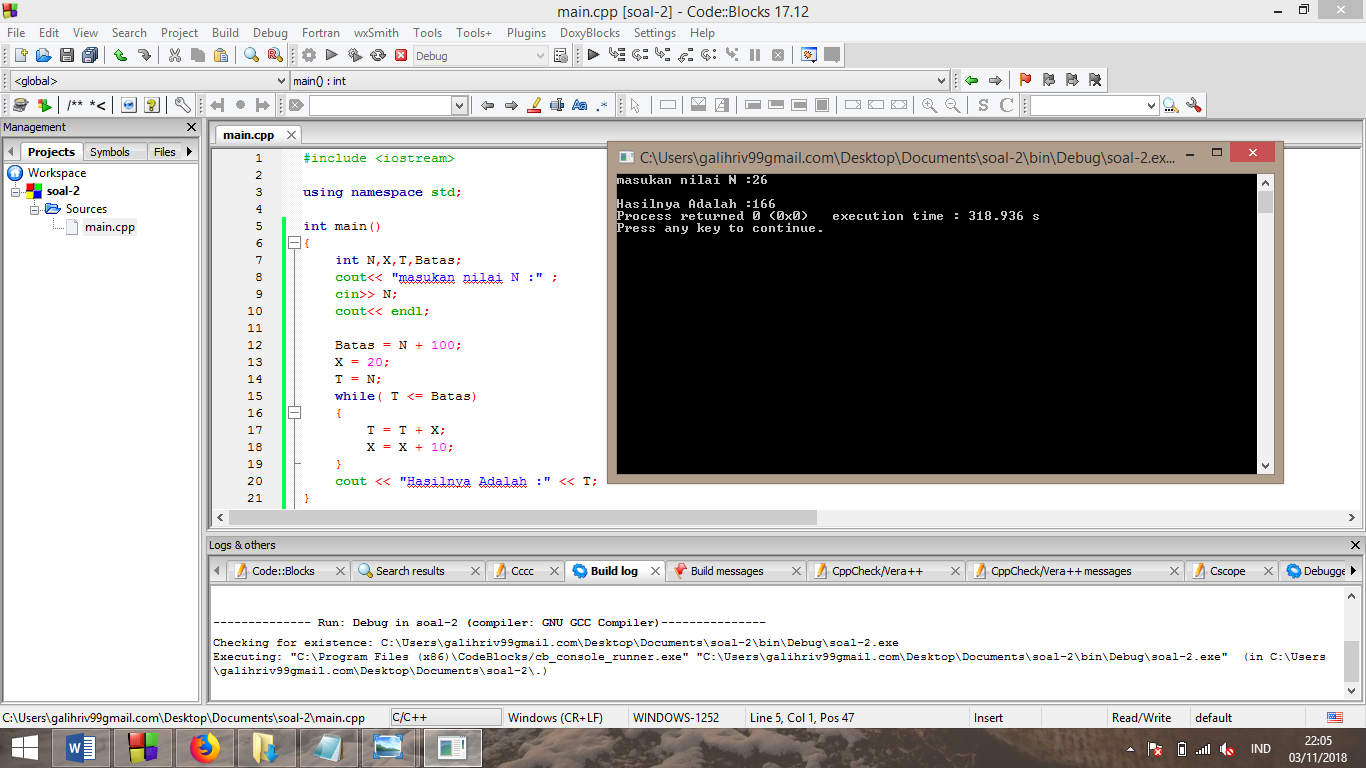 main.cpp [soal-2] - Code::Blocks 17.12
File Edit View Search Project Build Debug Fortran wxSmith Tools Tools+ Plugins DoxyBlocks Settings Help
Debug
<global> main() : int
/** *<
Aa .*
S C
Management
Projects Symbols Files
Workspace
soal-2
Sources
main.cpp
main.cpp
1 #include <iostream>
2
3 using namespace std;
4
5 int main()
6 {
7 int N,X,T,Batas;
8 cout<< "masukan nilai N :" ;
9 cin>> N;
10 cout<< endl;
11
12 Batas = N + 100;
13 X = 20;
14 T = N;
15 while( T <= Batas)
16 {
17 T = T + X;
18 X = X + 10;
19 }
20 cout << "Hasilnya Adalah :" << T;
21 }
C:\Users\galihriv99gmail.com\Desktop\Documents\soal-2\bin\Debug\soal-2.ex...
masukan nilai N :26
Hasilnya Adalah :166
Process returned 0 (0x0) execution time : 318.936 s
Press any key to continue.
Logs & others
Code::Blocks Search results Cccc Build log Build messages CppCheck/Vera++ CppCheck/Vera++ messages Cscope Debugge
-------------- Run: Debug in soal-2 (compiler: GNU GCC Compiler)---------------
Checking for existence: C:\Users\galihriv99gmail.com\Desktop\Documents\soal-2\bin\Debug\soal-2.exe
Executing: "C:\Program Files (x86)\CodeBlocks/cb_console_runner.exe" "C:\Users\galihriv99gmail.com\Desktop\Documents\soal-2\bin\Debug\soal-2.exe" (in C:\Users
\galihriv99gmail.com\Desktop\Documents\soal-2\.)
C:\Users\galihriv99gmail.com\Desktop\Documents\soal-2\main.cpp C/C++ Windows (CR+LF) WINDOWS-1252 Line 5, Col 1, Pos 47 Insert Read/Write default
IND
22:05
03/11/2018